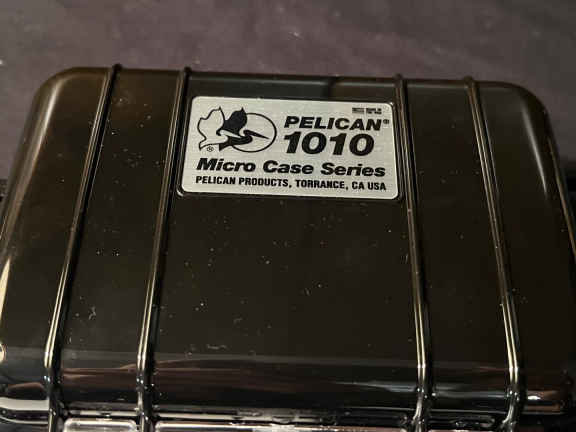 PELICAN®
1010
Micro Case Series
PELICAN PRODUCTS, TORRANCE, CA USA